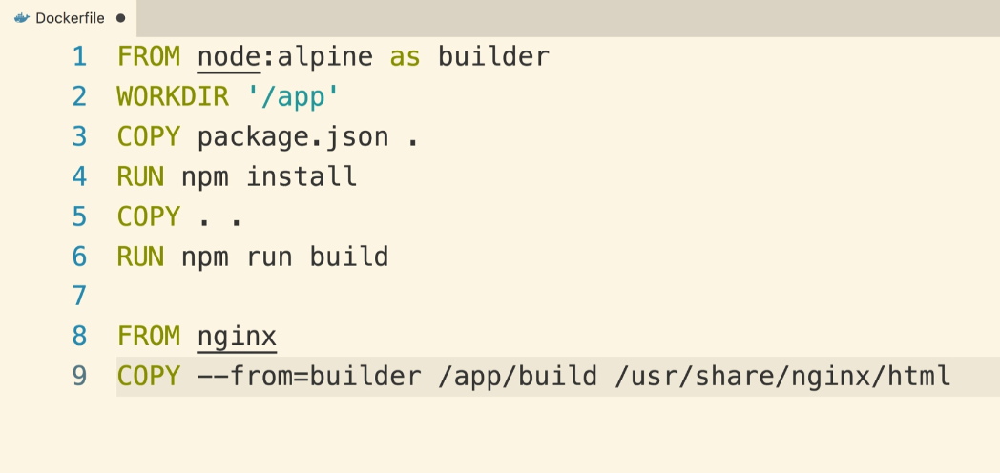 Dockerfile
1 FROM node:alpine as builder
2 WORKDIR '/app'
3 COPY package.json .
4 RUN npm install
5 COPY . .
6 RUN npm run build
7
8 FROM nginx
9 COPY --from=builder /app/build /usr/share/nginx/html